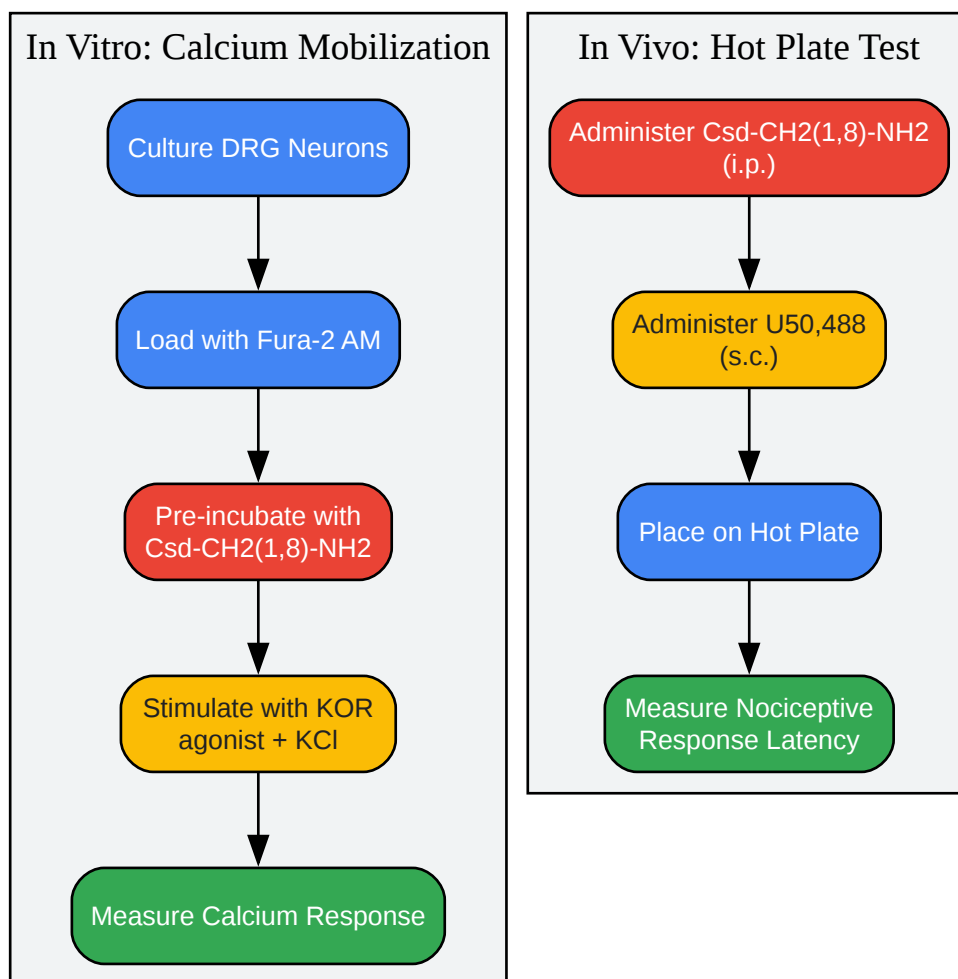 In Vitro: Calcium Mobilization
Culture DRG Neurons
Load with Fura-2 AM
Pre-incubate with
Csd-CH2(1,8)-NH2
Stimulate with KOR
agonist + KCl
Measure Calcium Response
In Vivo: Hot Plate Test
Administer Csd-CH2(1,8)-NH2
(i.p.)
Administer U50,488
(s.c.)
Place on Hot Plate
Measure Nociceptive
Response Latency